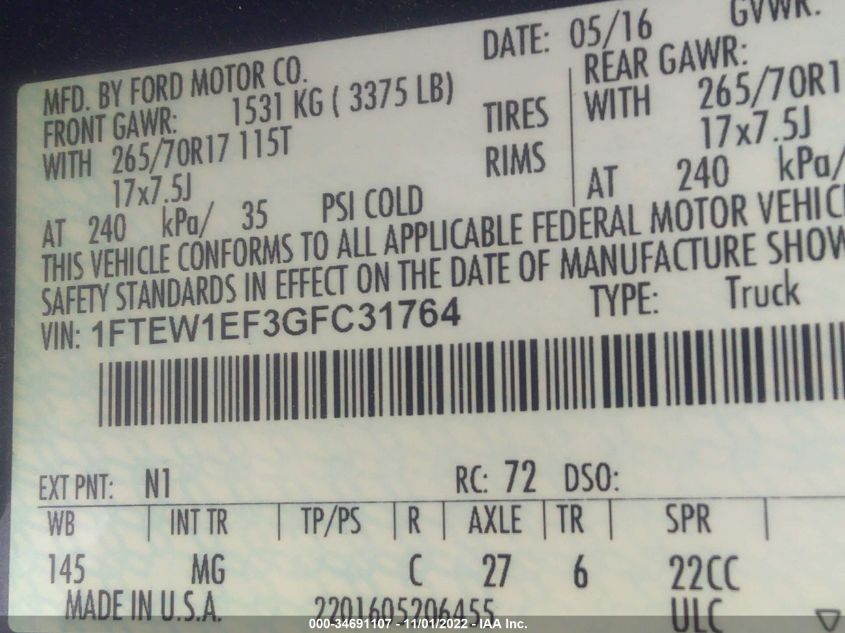 MFD. BY FORD MOTOR CO.
DATE: 05/16
GVWR:
FRONT GAWR: 1531 KG ( 3375 LB)
REAR GAWR:
WITH 265/70R17 115T
TIRES
WITH 265/70R1
17x7.5J
RIMS
17x7.5J
AT 240 kPa/ 35 PSI COLD
AT 240 kPa/
THIS VEHICLE CONFORMS TO ALL APPLICABLE FEDERAL MOTOR VEHIC
SAFETY STANDARDS IN EFFECT ON THE DATE OF MANUFACTURE SHOW
VIN: 1FTEW1EF3GFC31764
TYPE: Truck
EXT PNT: N1
RC: 72 DSO:
WB | INT TR | TP/PS | R | AXLE | TR | SPR |
145 MG C 27 6 22CC
MADE IN U.S.A. 2201605206455 ULC
000-34691107 - 11/01/2022 - IAA Inc.